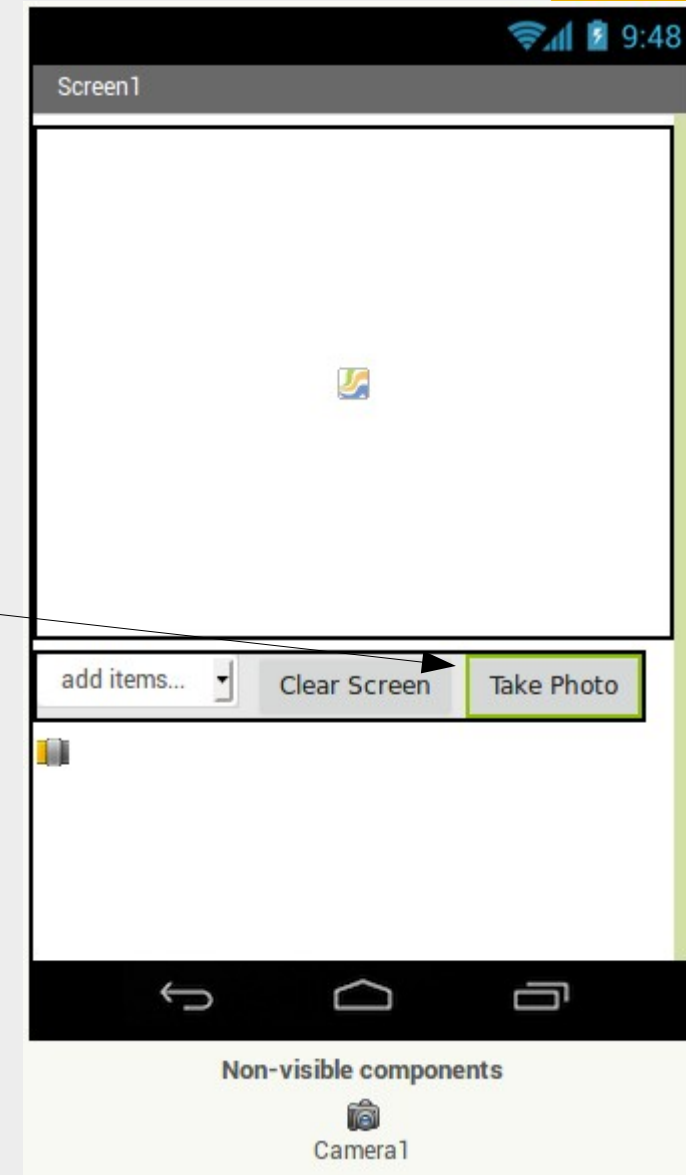 9:48
Screen1
add items...
Clear Screen
Take Photo
Non-visible components
Camera1